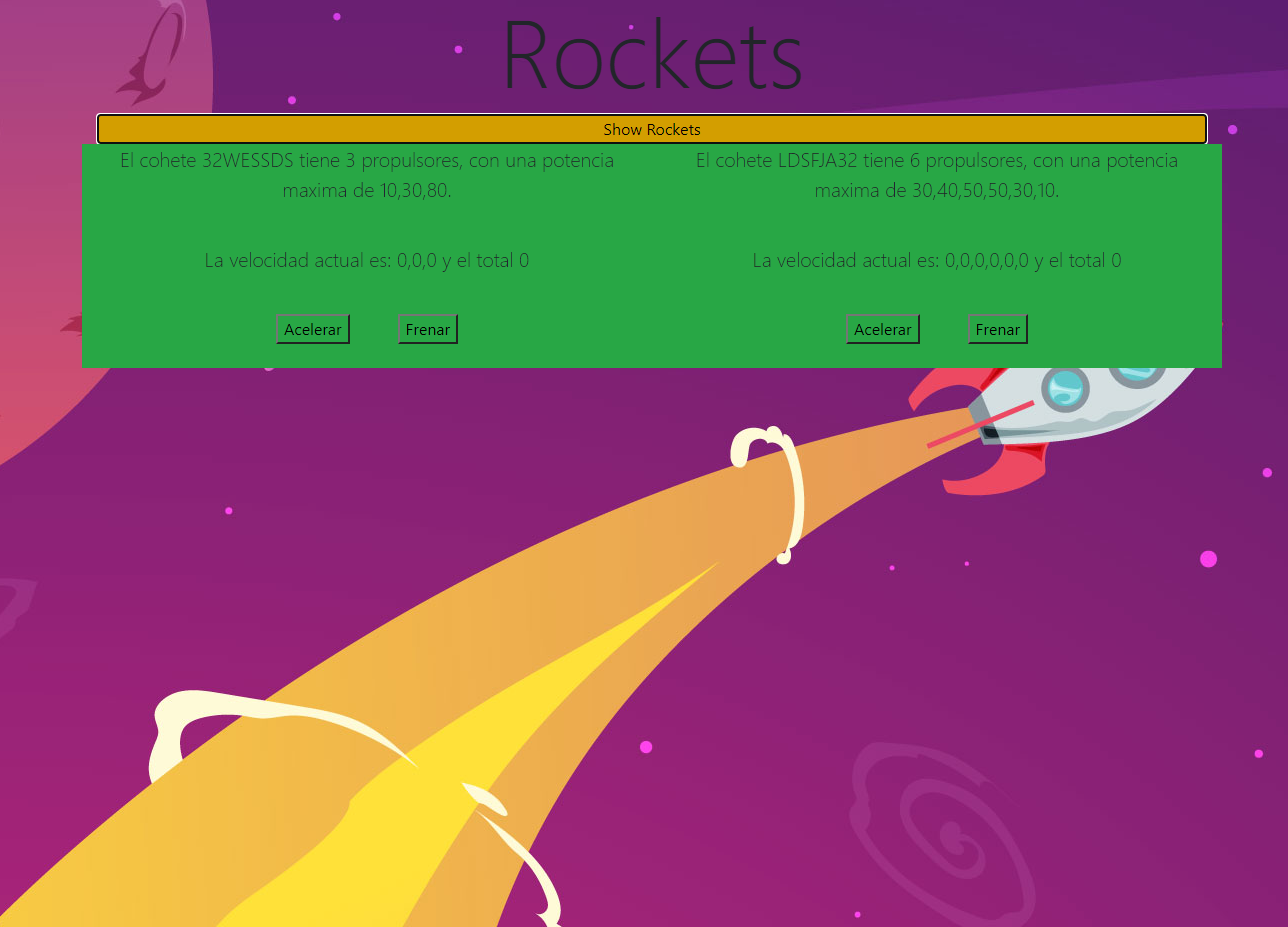 Rockets
Show Rockets
El cohete 32WESSDS tiene 3 propulsores, con una potencia
maxima de 10,30,80.
La velocidad actual es: 0,0,0 y el total 0
Acelerar
Frenar
El cohete LDSFJA32 tiene 6 propulsores, con una potencia
maxima de 30,40,50,50,30,10.
La velocidad actual es: 0,0,0,0,0,0 y el total 0
Acelerar
Frenar